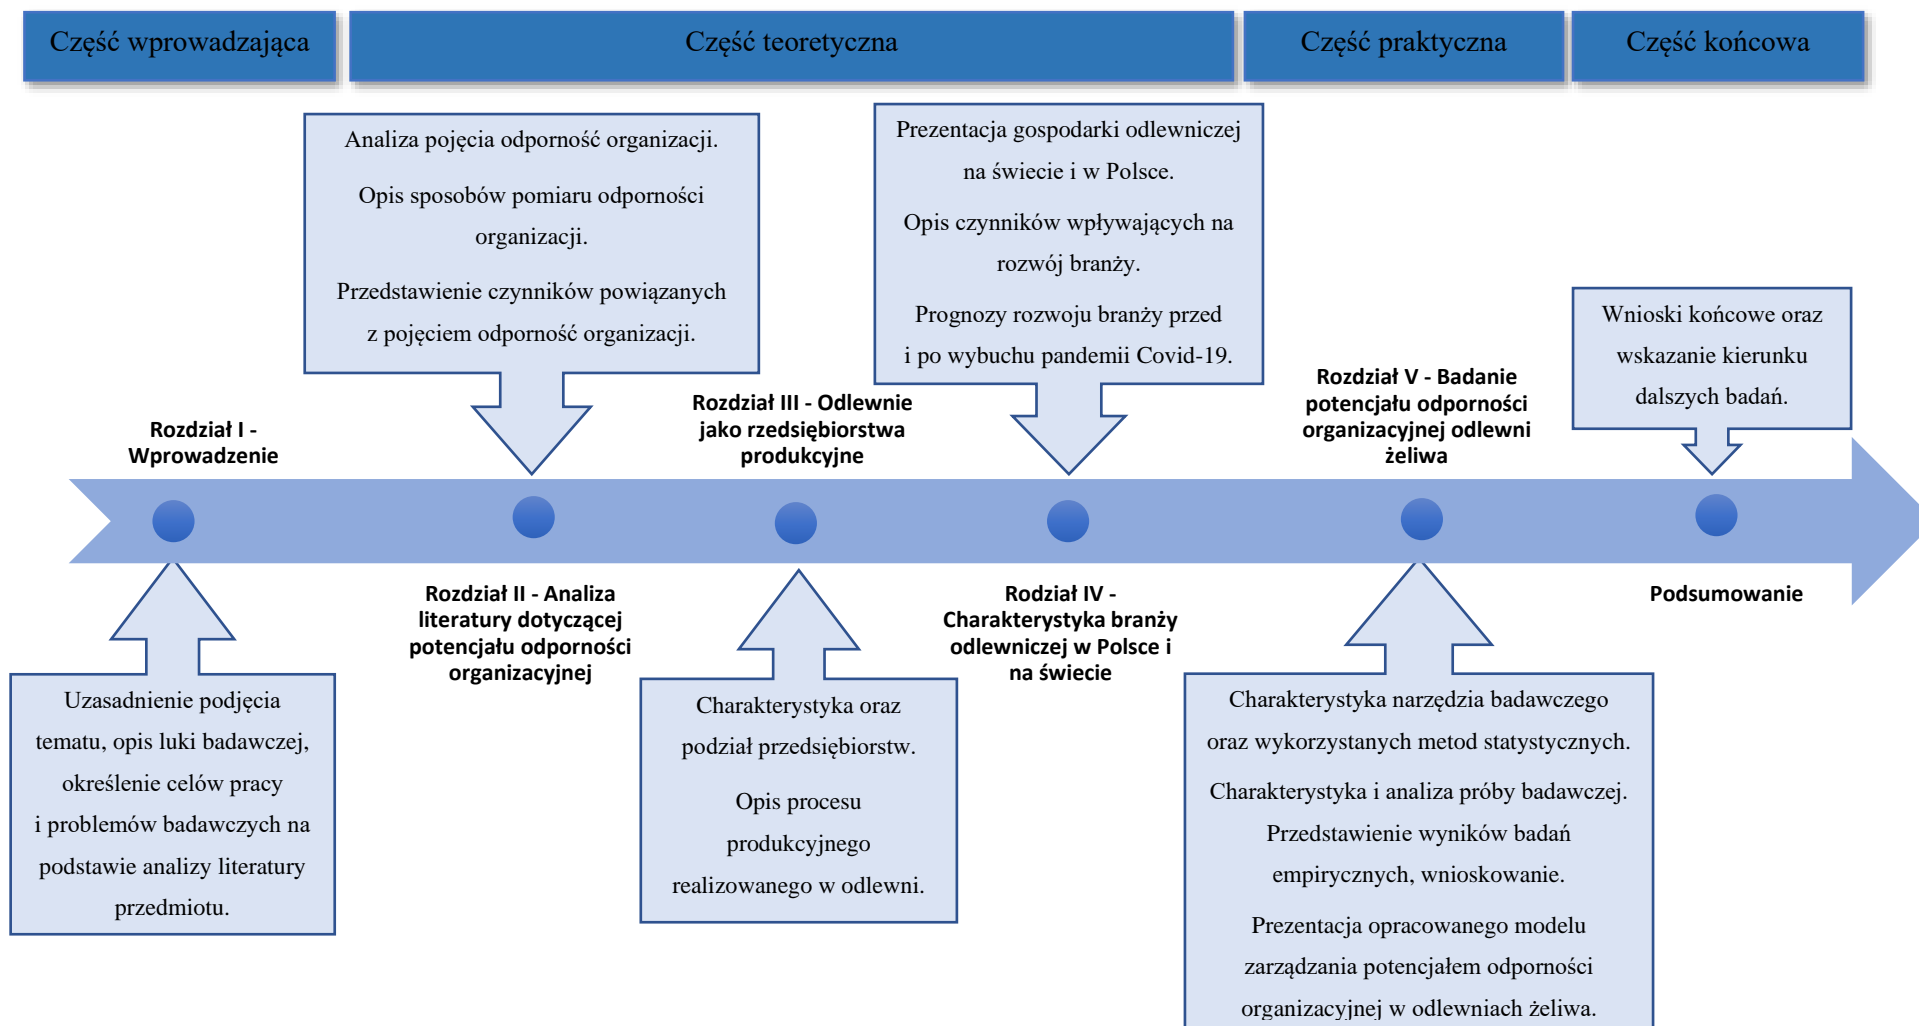 Część wprowadzająca
Część teoretyczna
Część praktyczna
Część końcowa
Analiza pojęcia odporność organizacji.
Opis sposobów pomiaru odporności
organizacji.
Przedstawienie czynników powiązanych
z pojęciem odporność organizacji.
Prezentacja gospodarki odlewniczej
na świecie i w Polsce.
Opis czynników wpływających na
rozwój branży.
Prognozy rozwoju branży przed
i po wybuchu pandemii Covid-19.
Wnioski końcowe oraz
wskazanie kierunku
dalszych badań.
Rozdział I -
Wprowadzenie
Rozdział III - Odlewnie
jako rzedsiębiorstwa
produkcyjne
Rozdział V - Badanie
potencjału odporności
organizacyjnej odlewni
żeliwa
Rozdział II - Analiza
literatury dotyczącej
potencjału odporności
organizacyjnej
Rodział IV -
Charakterystyka branży
odlewniczej w Polsce i
na świecie
Podsumowanie
Uzasadnienie podjęcia
tematu, opis luki badawczej,
określenie celów pracy
i problemów badawczych na
podstawie analizy literatury
przedmiotu.
Charakterystyka oraz
podział przedsiębiorstw.
Opis procesu
produkcyjnego
realizowanego w odlewni.
Charakterystyka narzędzia badawczego
oraz wykorzystanych metod statystycznych.
Charakterystyka i analiza próby badawczej.
Przedstawienie wyników badań
empirycznych, wnioskowanie.
Prezentacja opracowanego modelu
zarządzania potencjałem odporności
organizacyjnej w odlewniach żeliwa.